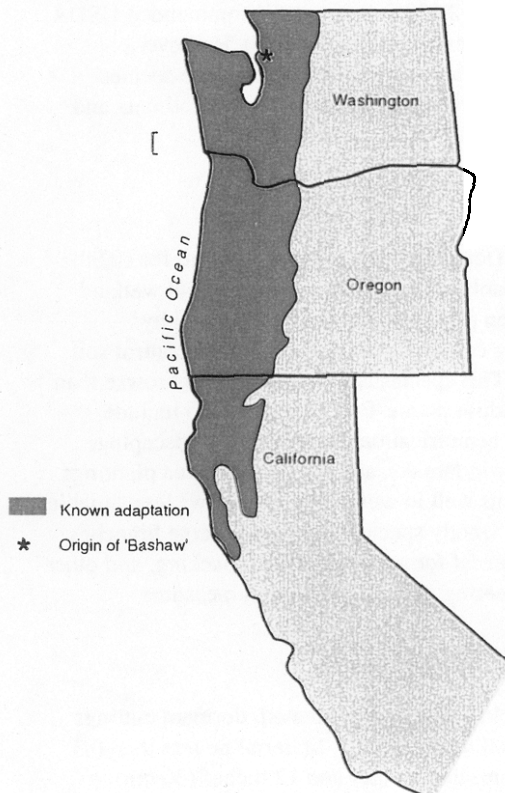 Washington
Oregon
Pacific Ocean
California
Known adaptation
* Origin of 'Bashaw'